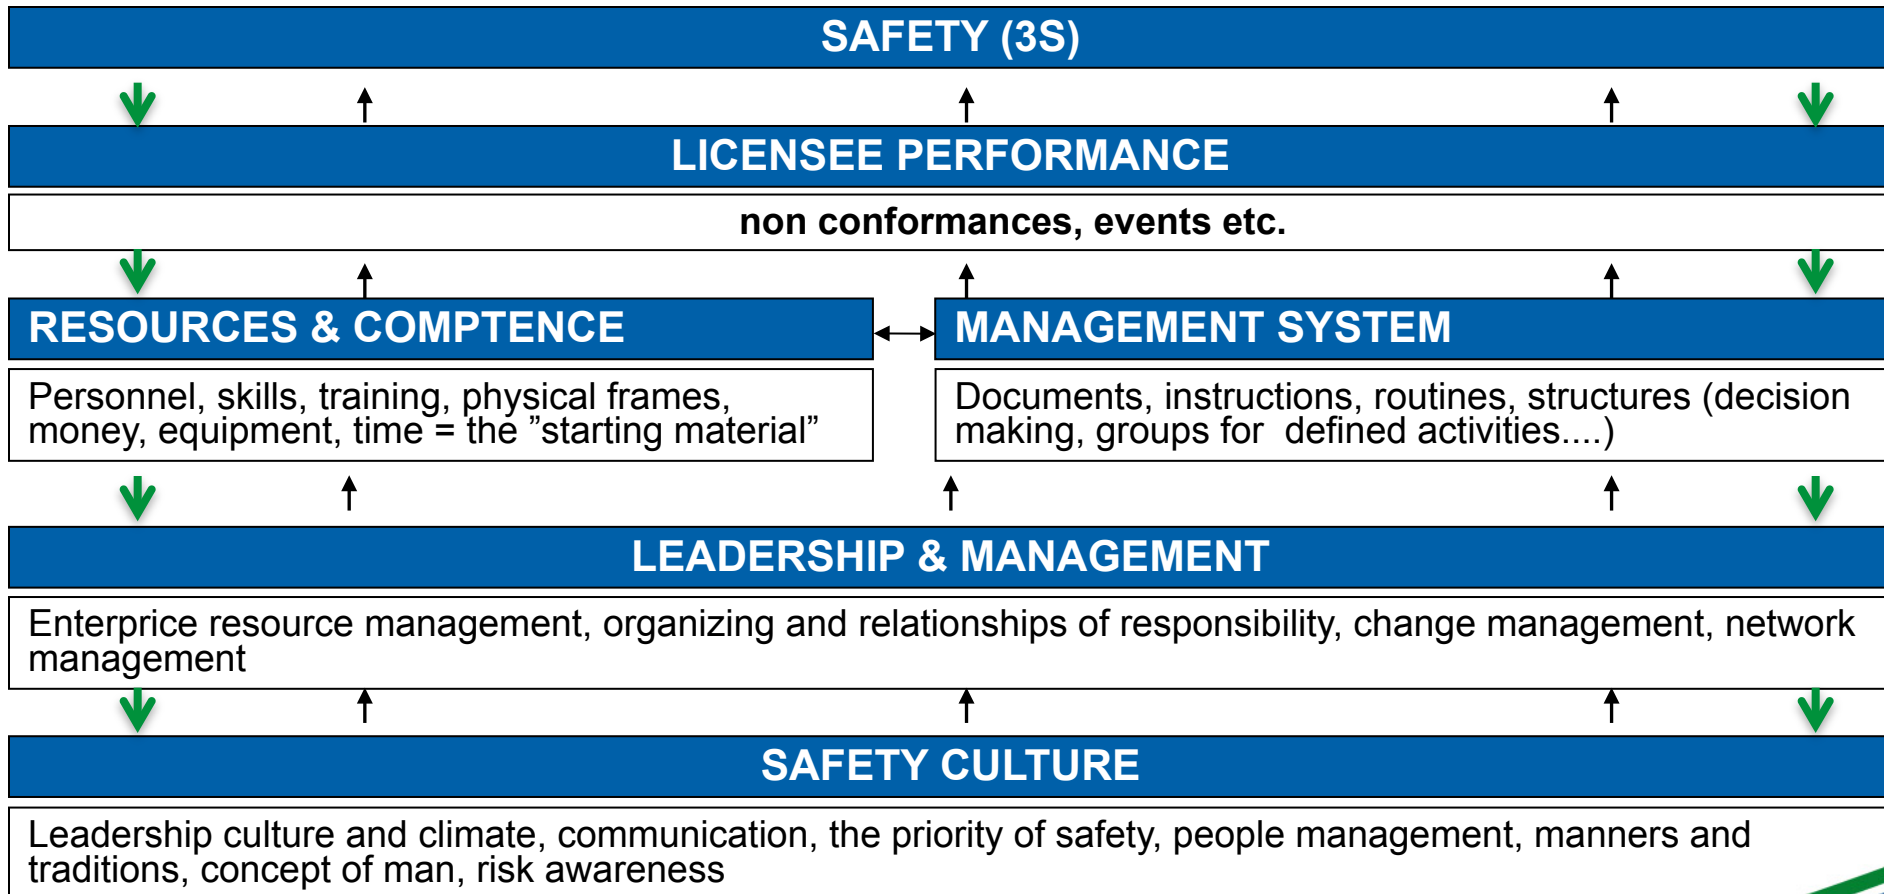 SAFETY (3S)
LICENSEE PERFORMANCE
non conformances, events etc.
RESOURCES & COMPTENCE
Personnel, skills, training, physical frames,
money, equipment, time = the ”starting material”
MANAGEMENT SYSTEM
Documents, instructions, routines, structures (decision
making, groups for  defined activities....)
LEADERSHIP & MANAGEMENT
Enterprice resource management, organizing and relationships of responsibility, change management, network
management
SAFETY CULTURE
Leadership culture and climate, communication, the priority of safety, people management, manners and
traditions, concept of man, risk awareness